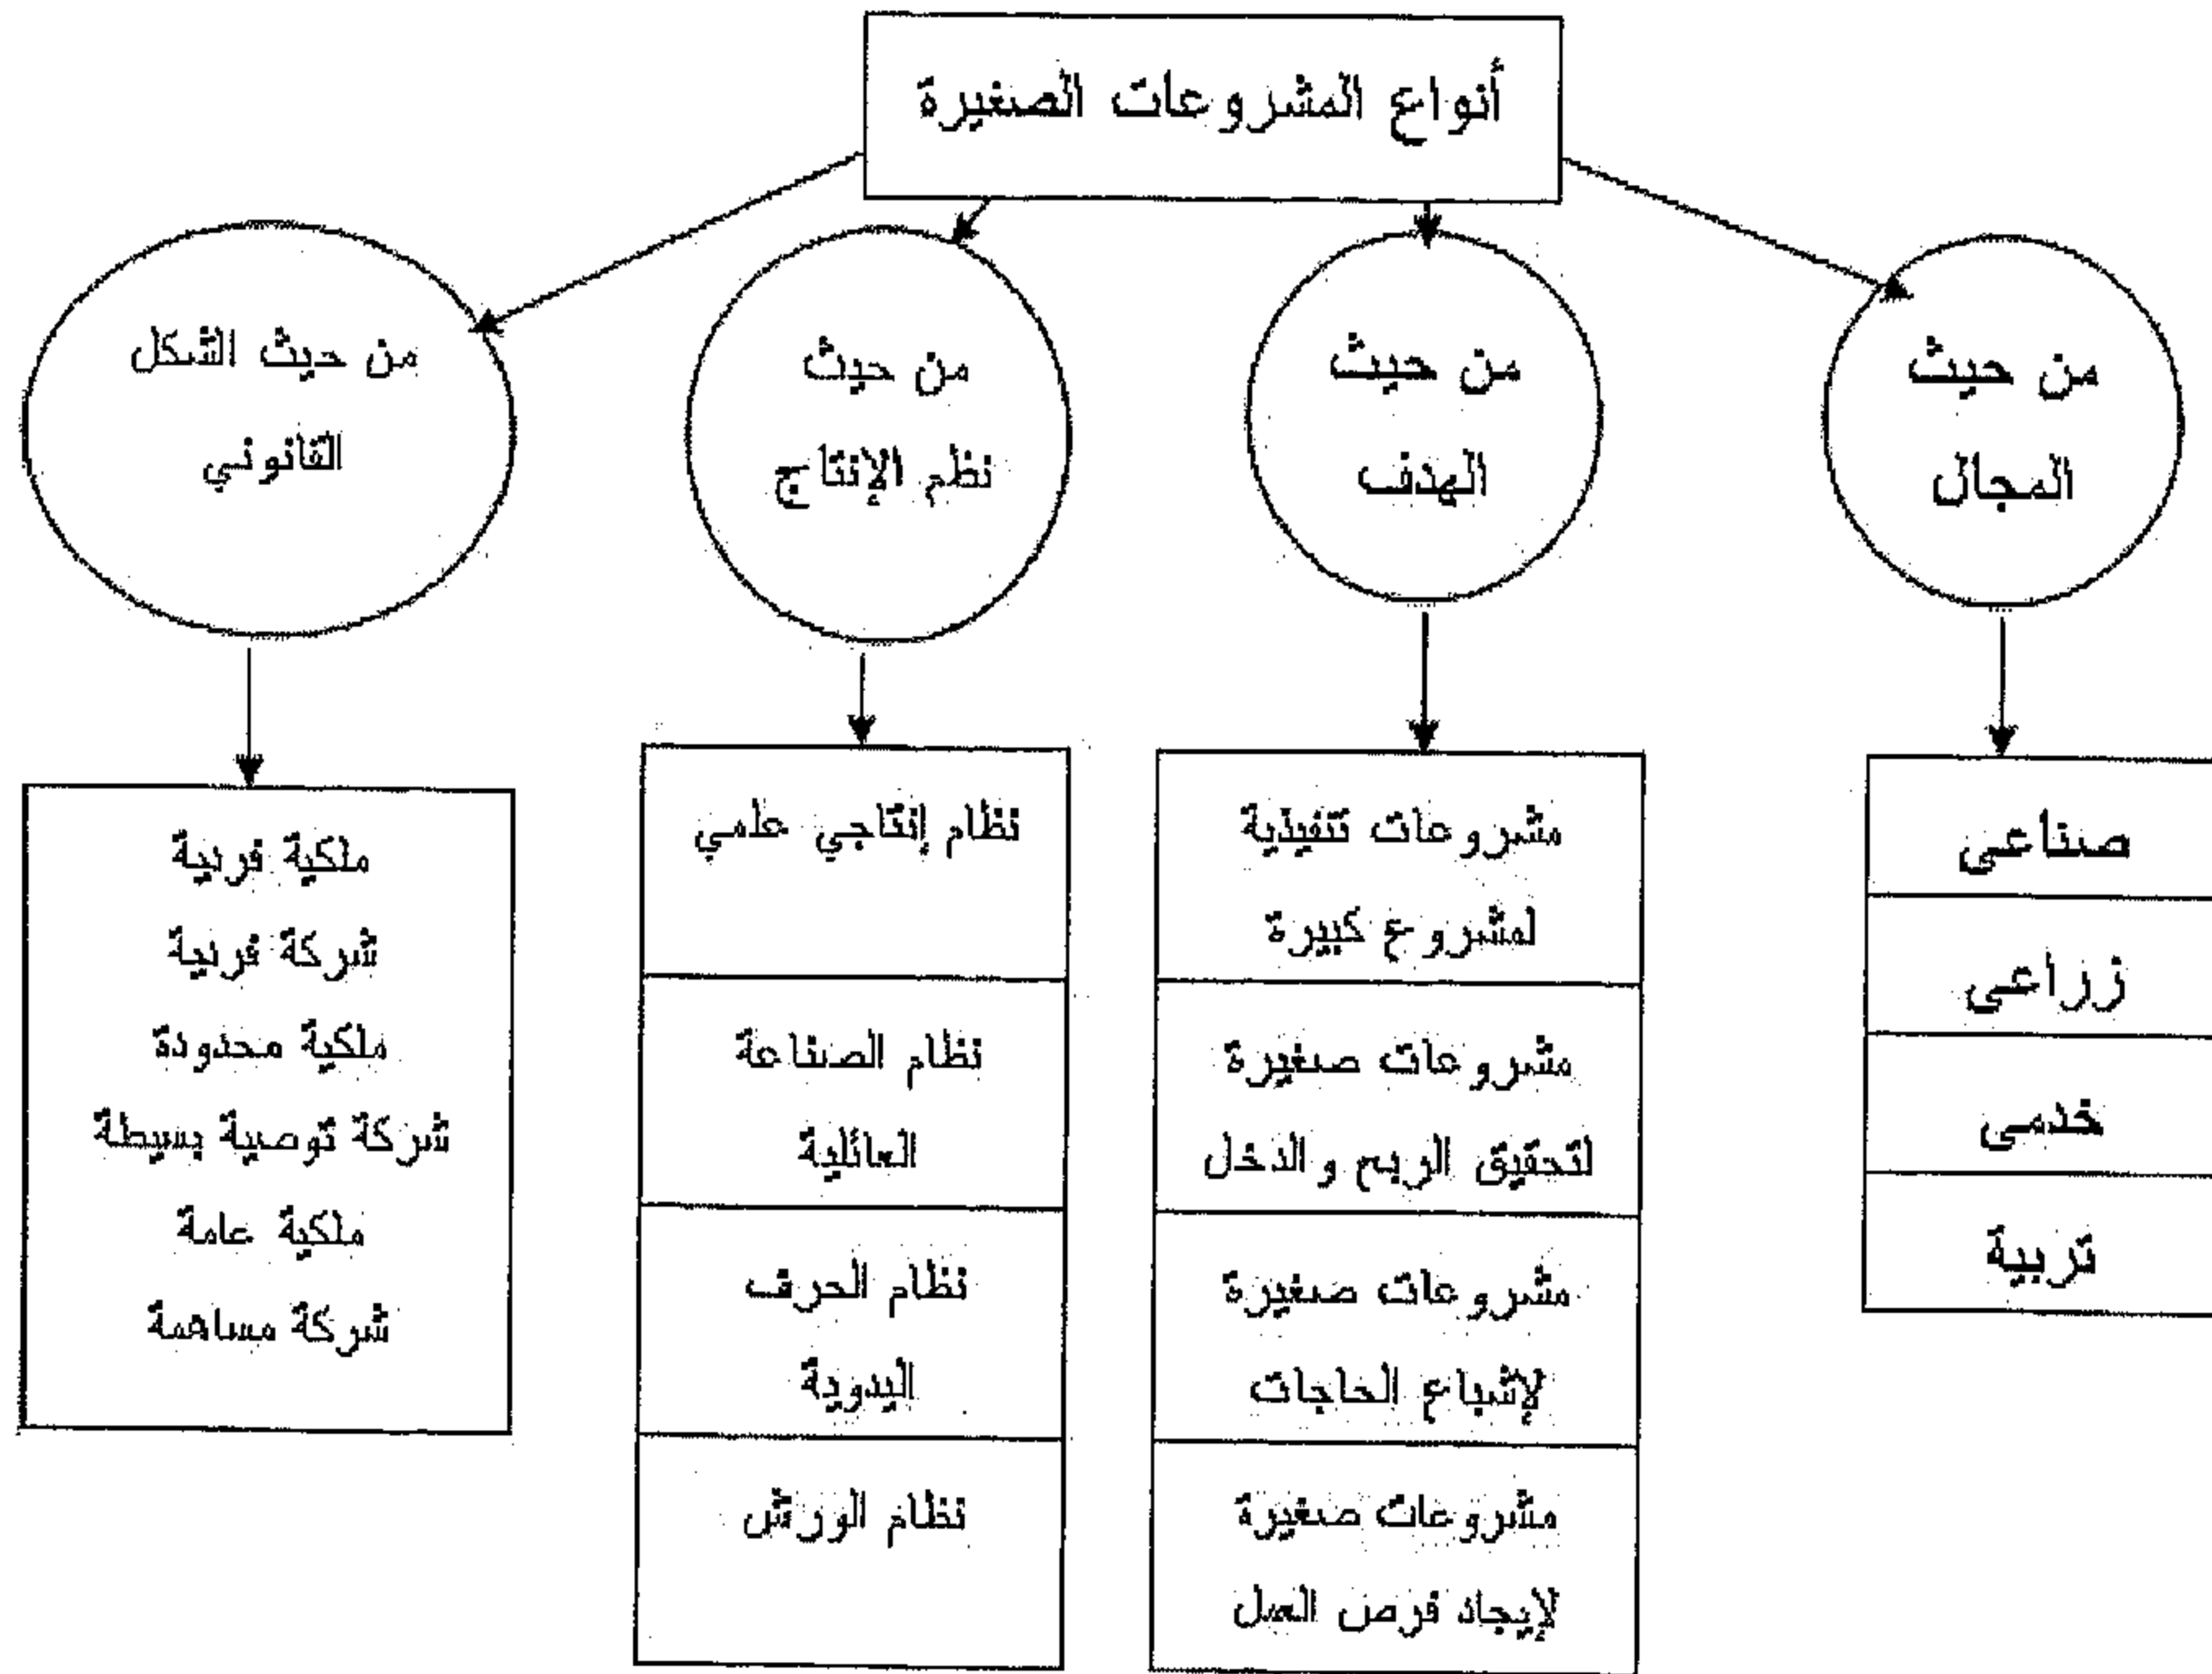 أنواع المشروعات الصغيرة
من حيث
المجال
من حيث
الهدف
من حيث
نظم الإنتاج
من حيث الشكل
القانوني
صناعى
زراعى
خدمى
تربية
مشروعات تنفيذية
لمشروع كبيرة
مشروعات صغيرة
لتحقيق الربح والدخل
مشروعات صغيرة
لإشباع الحاجات
مشروعات صغيرة
لإيجاد فرص العمل
نظام إنتاجي علمي
نظام الصناعة
العائلية
نظام الحرف
اليدوية
نظام الورش
ملكية فردية
شركة فردية
ملكية محدودة
شركة توصية بسيطة
ملكية عامة
شركة مساهمة